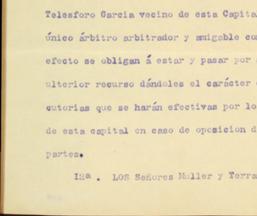 Telesforo Garcia vecino de esta Capita
único árbitro arbitrador y amigable com
efecto se obligan á estar y pasar por
ulterior recurso dándoles el carácter
cutorias que se harán efectivas por lo
de esta capital en caso de oposicion d
partes.
12a. LOS Señores Muller y Terra